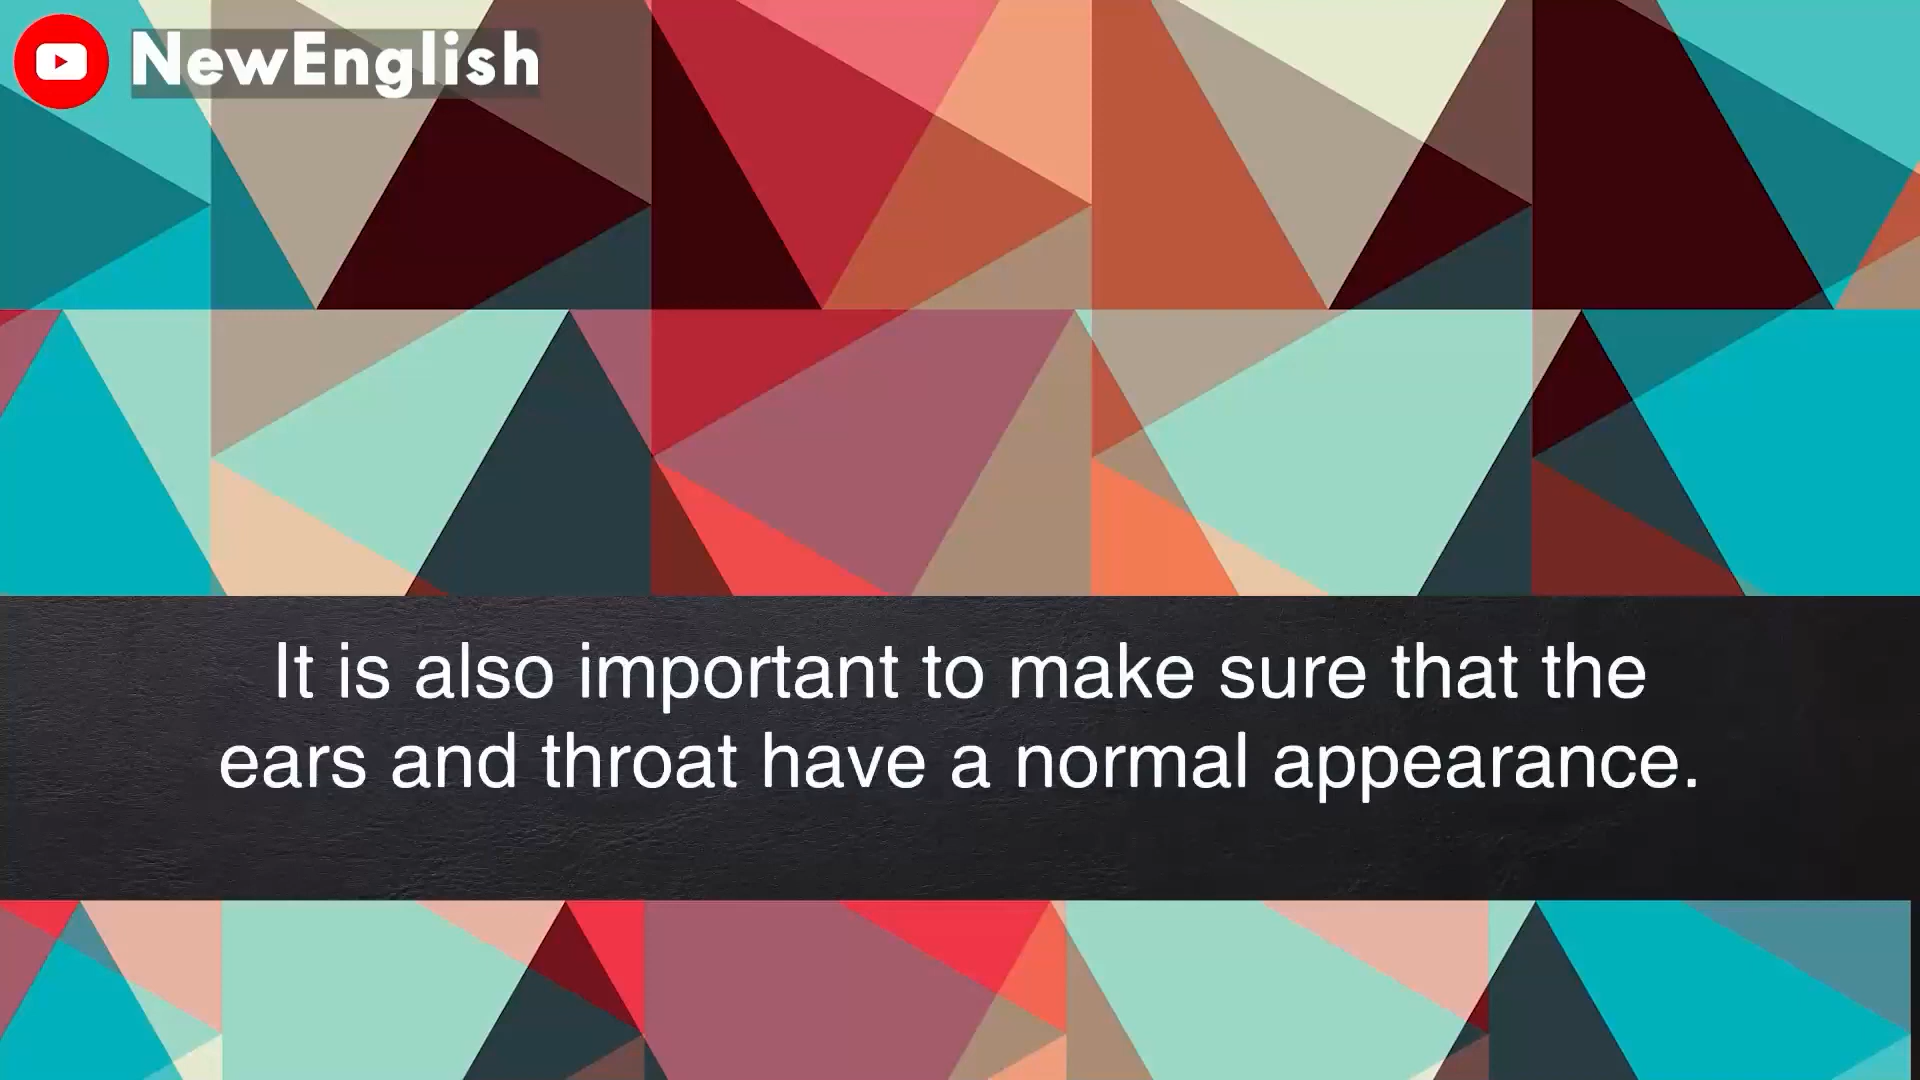 NewEnglish
It is also important to make sure that the
ears and throat have a normal appearance.